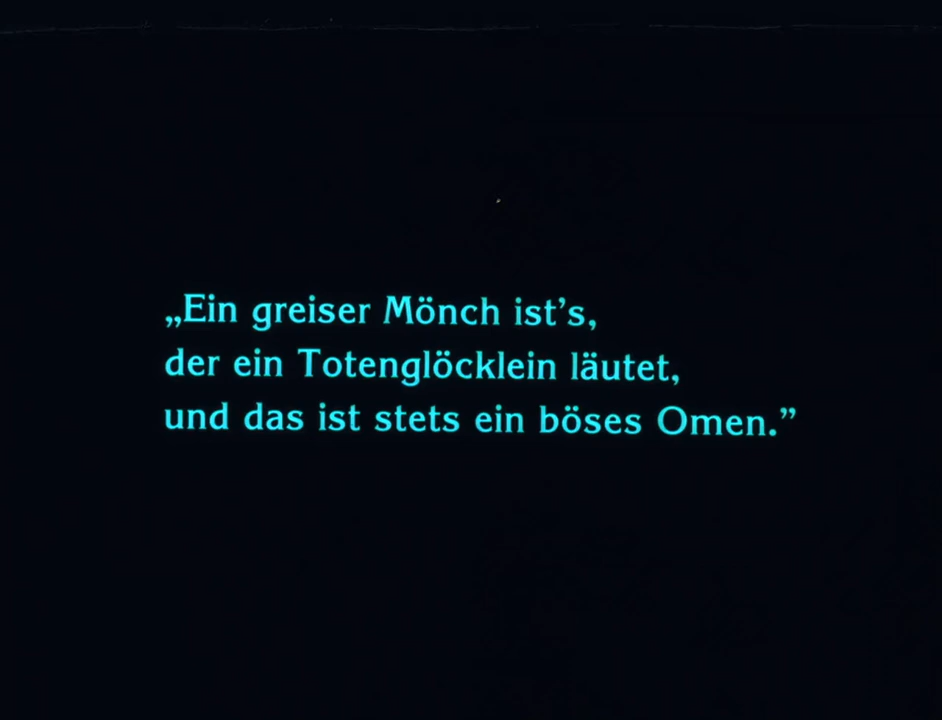 „Ein greiser Mönch ist’s,
der ein Totenglöcklein läutet,
und das ist stets ein böses Omen.”